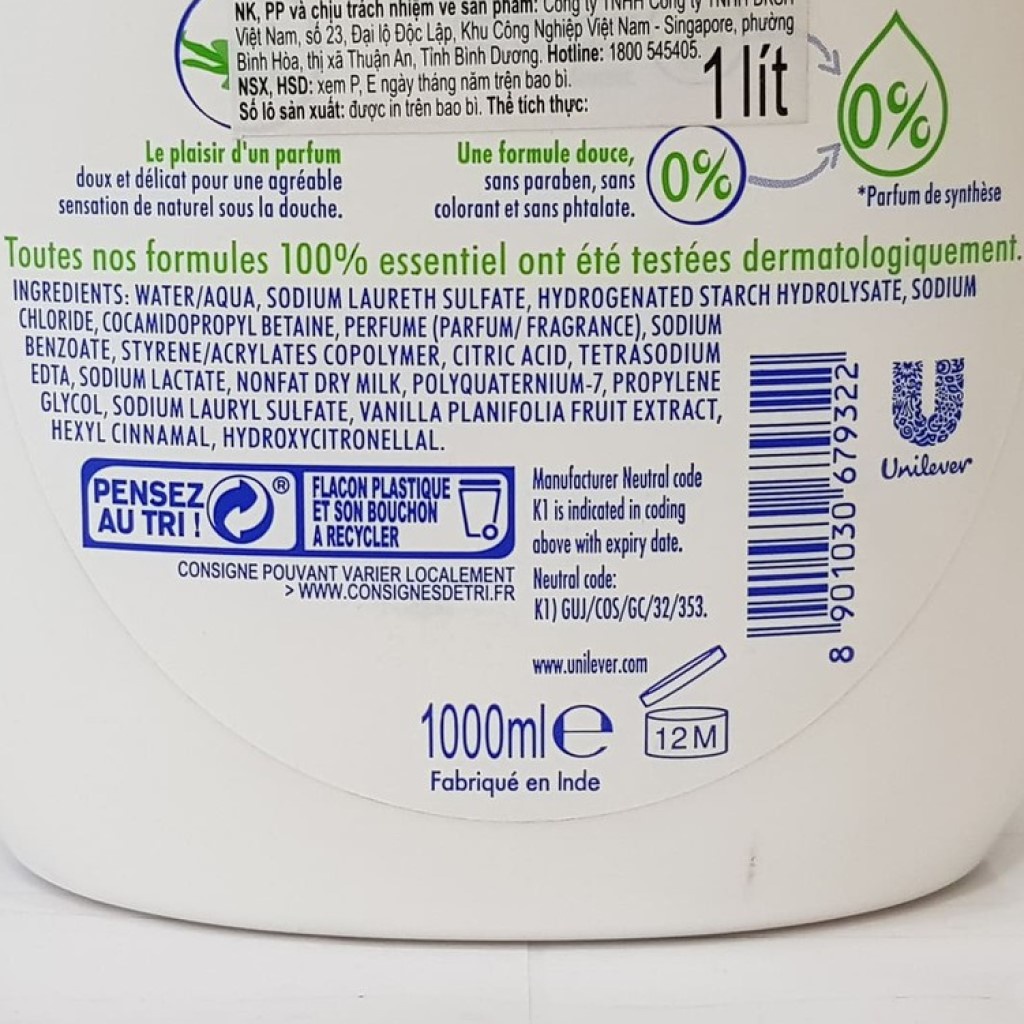 NK, PP và chịu trách nhiệm về sản phẩm: Công ty TNHH Công ty TNHH
Việt Nam, số 23, Đại lộ Độc Lập, Khu Công Nghiệp Việt Nam - Singapore, phường
Bình Hòa, thị xã Thuận An, Tỉnh Bình Dương. Hotline: 1800 545405.
NSX, HSD: xem P, E ngày tháng năm trên bao bì.
Số lô sản xuất: được in trên bao bì. Thể tích thực:
1 lít
0%
Le plaisir d'un parfum
doux et délicat pour une agréable
sensation de naturel sous la douche.
Une formule douce,
sans paraben, sans
colorant et sans phtalate.
0%
*Parfum de synthèse
Toutes nos formules 100% essentiel ont été testées dermatologiquement.
INGREDIENTS: WATER/AQUA, SODIUM LAURETH SULFATE, HYDROGENATED STARCH HYDROLYSATE, SODIUM
CHLORIDE, COCAMIDOPROPYL BETAINE, PERFUME (PARFUM/ FRAGRANCE), SODIUM
BENZOATE, STYRENE/ACRYLATES COPOLYMER, CITRIC ACID, TETRASODIUM
EDTA, SODIUM LACTATE, NONFAT DRY MILK, POLYQUATERNIUM-7, PROPYLENE
GLYCOL, SODIUM LAURYL SULFATE, VANILLA PLANIFOLIA FRUIT EXTRACT,
HEXYL CINNAMAL, HYDROXYCITRONELLAL.
PENSEZ
AU TRI !
®
FLACON PLASTIQUE
ET SON BOUCHON
A RECYCLER
CONSIGNE POUVANT VARIER LOCALEMENT
> WWW.CONSIGNESDETRI.FR
Manufacturer Neutral code
K1 is indicated in coding
above with expiry date.
Neutral code:
K1) GUJ/COS/GC/32/353.
www.unilever.com
8 901030 679322
Unilever
1000ml e
12 M
Fabriqué en Inde